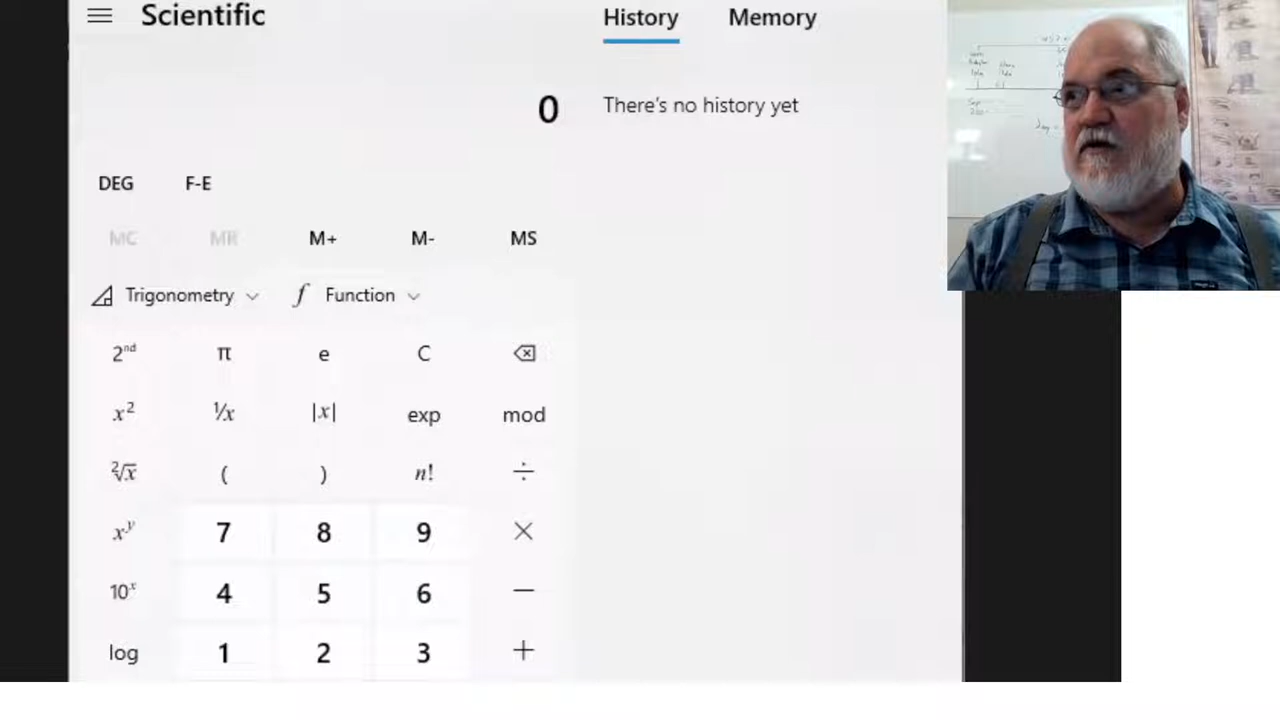 Scientific
History Memory
0
There's no history yet
DEG F-E
MC MR M+ M- MS
Trigonometry f Function
2nd π e C
x² ¹/x |x| exp mod
²√x ( ) n! ÷
xʸ 7 8 9 ×
10ˣ 4 5 6 −
log 1 2 3 +